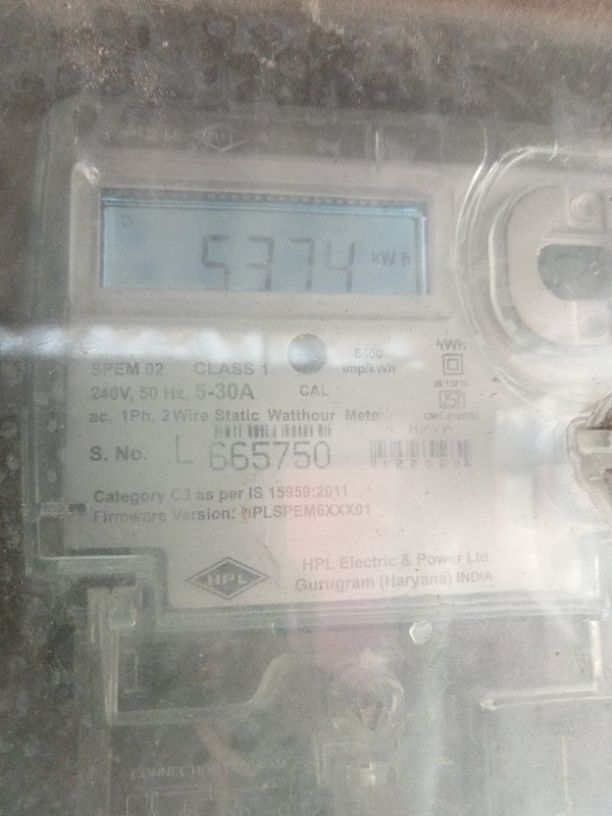 5374 kWh
SPEM 02 CLASS 1 6400 imp/kWh kWh
240V, 50 Hz, 5-30A CAL
ac. 1Ph, 2 Wire Static Watthour Mete
S. No. L 665750
Category C3 as per IS 15959:2011
Firmware Version: HPLSPEM6XXX01
HPL
HPL Electric & Power Ltd.
Gurugram (Haryana) INDIA